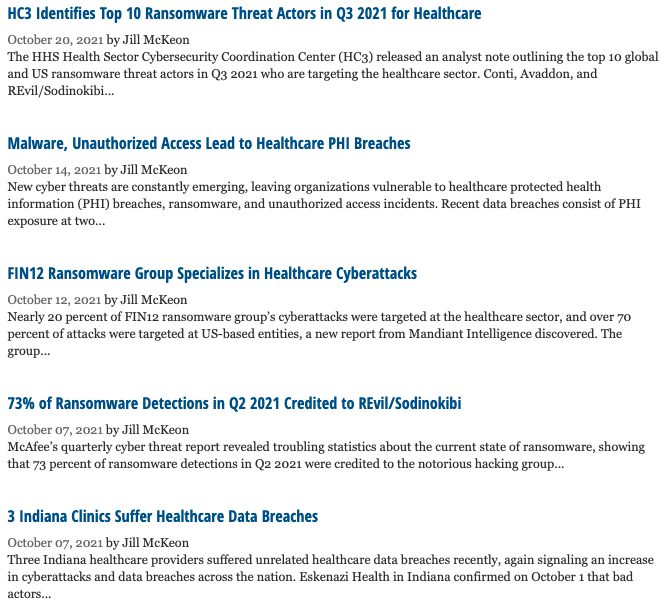 HC3 Identifies Top 10 Ransomware Threat Actors in Q3 2021 for Healthcare
October 20, 2021 by Jill McKeon
The HHS Health Sector Cybersecurity Coordination Center (HC3) released an analyst note outlining the top 10 global
and US ransomware threat actors in Q3 2021 who are targeting the healthcare sector. Conti, Avaddon, and
REvil/Sodinokibi...
Malware, Unauthorized Access Lead to Healthcare PHI Breaches
October 14, 2021 by Jill McKeon
New cyber threats are constantly emerging, leaving organizations vulnerable to healthcare protected health
information (PHI) breaches, ransomware, and unauthorized access incidents. Recent data breaches consist of PHI
exposure at two...
FIN12 Ransomware Group Specializes in Healthcare Cyberattacks
October 12, 2021 by Jill McKeon
Nearly 20 percent of FIN12 ransomware group's cyberattacks were targeted at the healthcare sector, and over 70
percent of attacks were targeted at US-based entities, a new report from Mandiant Intelligence discovered. The
group...
73% of Ransomware Detections in Q2 2021 Credited to REvil/Sodinokibi
October 07, 2021 by Jill McKeon
McAfee's quarterly cyber threat report revealed troubling statistics about the current state of ransomware, showing
that 73 percent of ransomware detections in Q2 2021 were credited to the notorious hacking group...
3 Indiana Clinics Suffer Healthcare Data Breaches
October 07, 2021 by Jill McKeon
Three Indiana healthcare providers suffered unrelated healthcare data breaches recently, again signaling an increase
in cyberattacks and data breaches across the nation. Eskenazi Health in Indiana confirmed on October 1 that bad
actors...